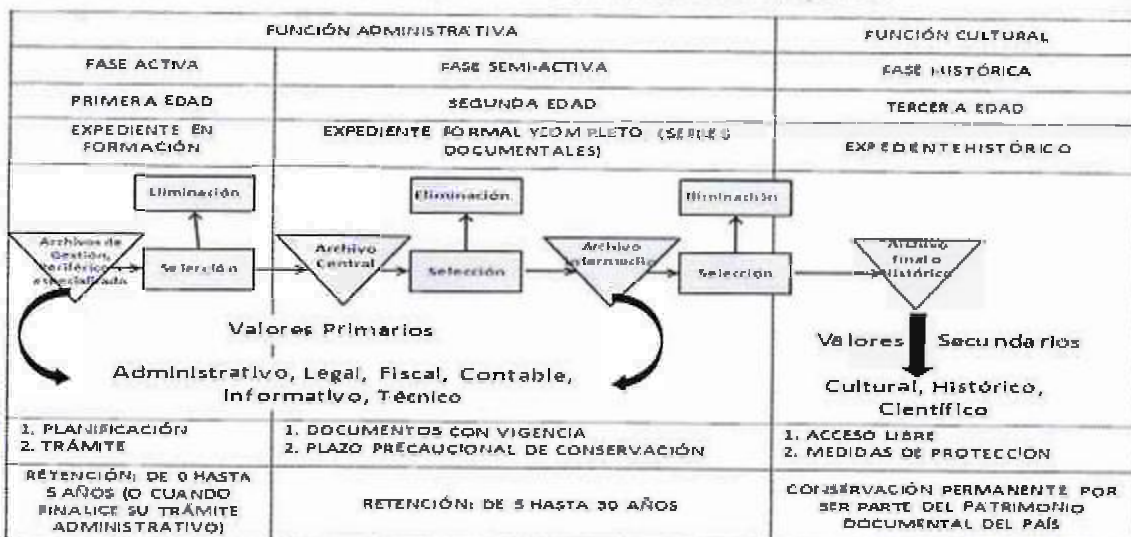 FUNCIÓN ADMINISTRATIVA
FUNCIÓN CULTURAL
FASE ACTIVA
FASE SEMI-ACTIVA
FASE HISTÓRICA
PRIMERA EDAD
SEGUNDA EDAD
TERCERA EDAD
EXPEDIENTE EN
FORMACIÓN
EXPEDIENTE FORMAL Y COMPLETO (SERIES
DOCUMENTALES)
EXPEDIENTE HISTÓRICO
Eliminación
Eliminación
Eliminación
Archivos de
Gestión,
Periférico
especializada
Selección
Archivo
Central
Selección
Archivo
Intermedio
Selección
Archivo
final o
Histórico
Valores Primarios
Administrativo, Legal, Fiscal, Contable,
Informativo, Técnico
Valores Secundarios
Cultural, Histórico,
Científico
1. PLANIFICACIÓN
2. TRÁMITE
1. DOCUMENTOS CON VIGENCIA
2. PLAZO PRECAUCIONAL DE CONSERVACIÓN
1. ACCESO LIBRE
2. MEDIDAS DE PROTECCION
RETENCIÓN: DE 0 HASTA
5 AÑOS (O CUANDO
FINALICE SU TRÁMITE
ADMINISTRATIVO)
RETENCIÓN: DE 5 HASTA 30 AÑOS
CONSERVACIÓN PERMANENTE POR
SER PARTE DEL PATRIMONIO
DOCUMENTAL DEL PAÍS